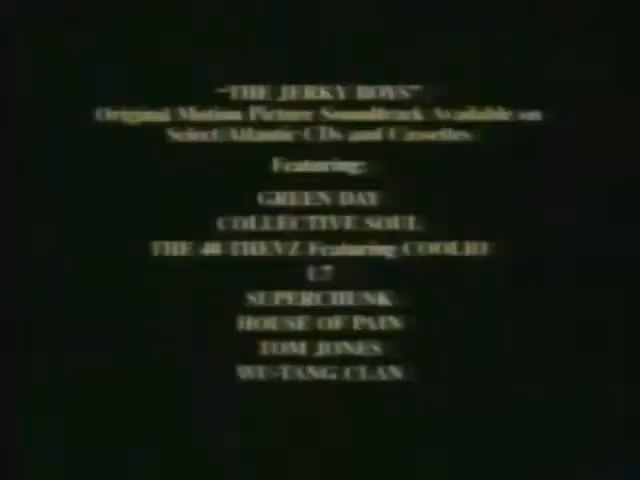 "THE JERKY BOYS"
Original Motion Picture Soundtrack Available on
Select/Atlantic CDs and Cassettes
Featuring:
GREEN DAY
COLLECTIVE SOUL
THE 40 THEVZ Featuring COOLIO
L7
SUPERCHUNK
HOUSE OF PAIN
TOM JONES
WU-TANG CLAN